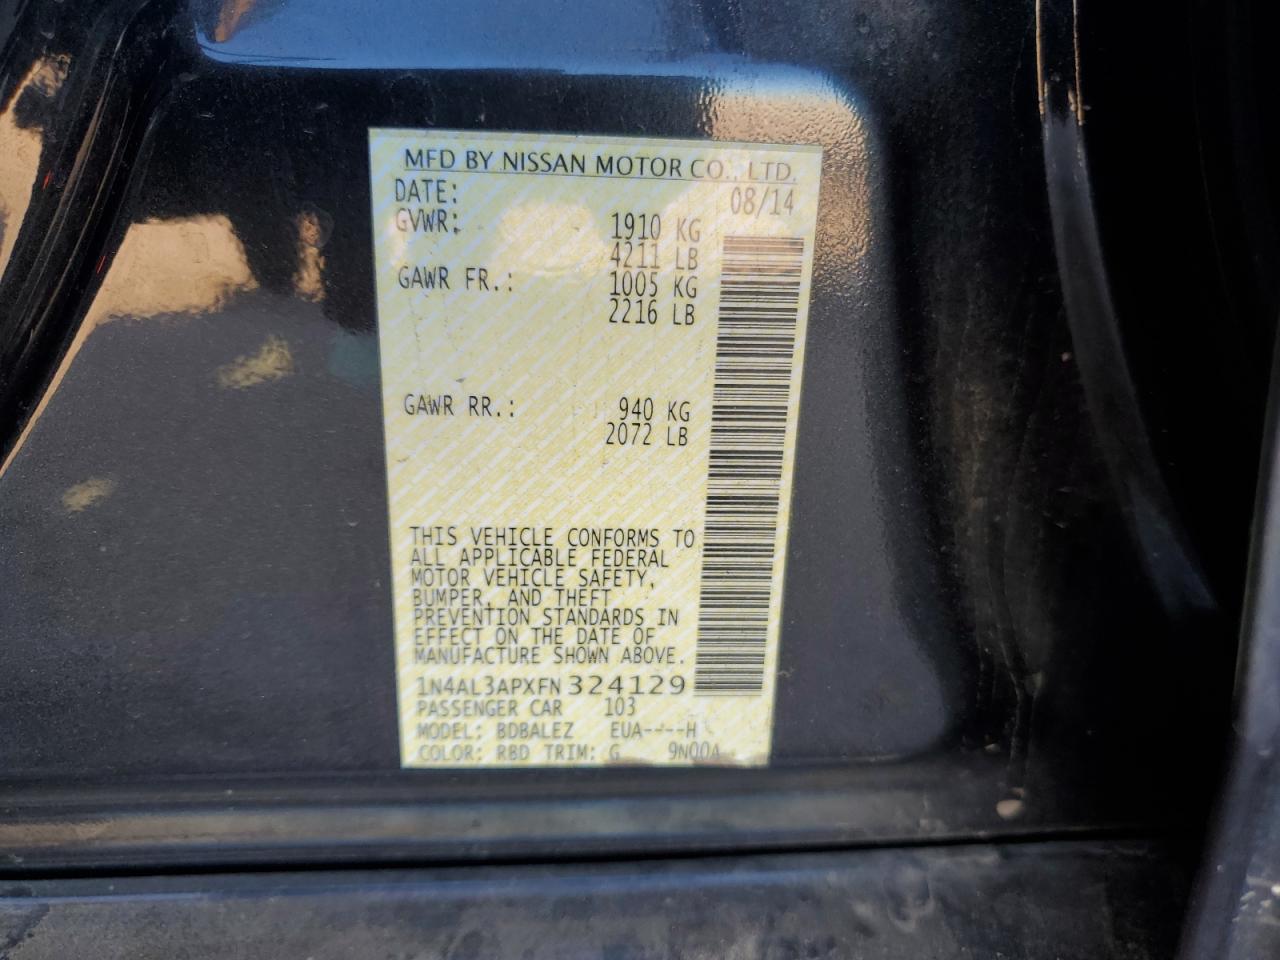 MFD BY NISSAN MOTOR CO., LTD.
DATE: 08/14
GVWR: 1910 KG
4211 LB
GAWR FR.: 1005 KG
2216 LB
GAWR RR.: 940 KG
2072 LB
THIS VEHICLE CONFORMS TO
ALL APPLICABLE FEDERAL
MOTOR VEHICLE SAFETY,
BUMPER, AND THEFT
PREVENTION STANDARDS IN
EFFECT ON THE DATE OF
MANUFACTURE SHOWN ABOVE.
1N4AL3APXFN324129
PASSENGER CAR 103
MODEL: BDBALEZ EUA----H
COLOR: RBD TRIM: G 9N00A